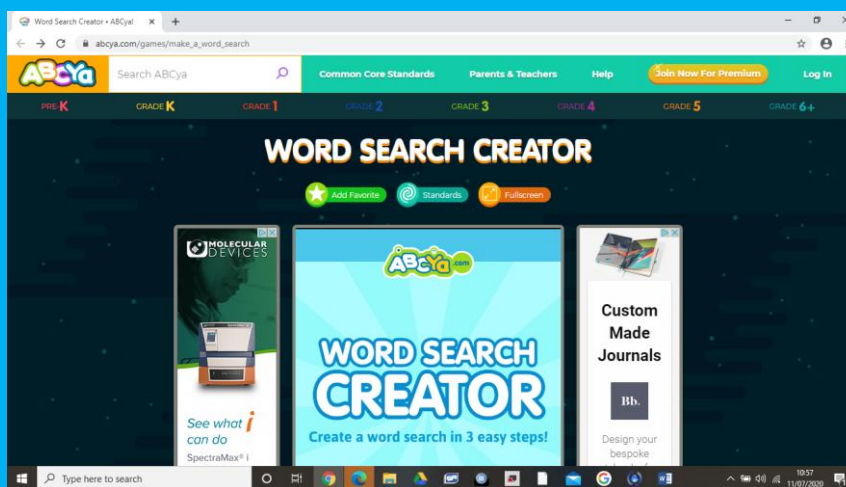 Word Search Creator • ABCya!
abcya.com/games/make_a_word_search
ABCYa
Search ABCya
Common Core Standards
Parents & Teachers
Help
Join Now For Premium
Log In
PRE-K
GRADE K
GRADE 1
GRADE 2
GRADE 3
GRADE 4
GRADE 5
GRADE 6+
WORD SEARCH CREATOR
Add Favorite
Standards
Fullscreen
MOLECULAR
DEVICES
See what i
can do
SpectraMax® i
ABCYa.com
WORD SEARCH
CREATOR
Create a word search in 3 easy steps!
Custom
Made
Journals
Bb.
Design your
bespoke
Type here to search
10:57
11/07/2020